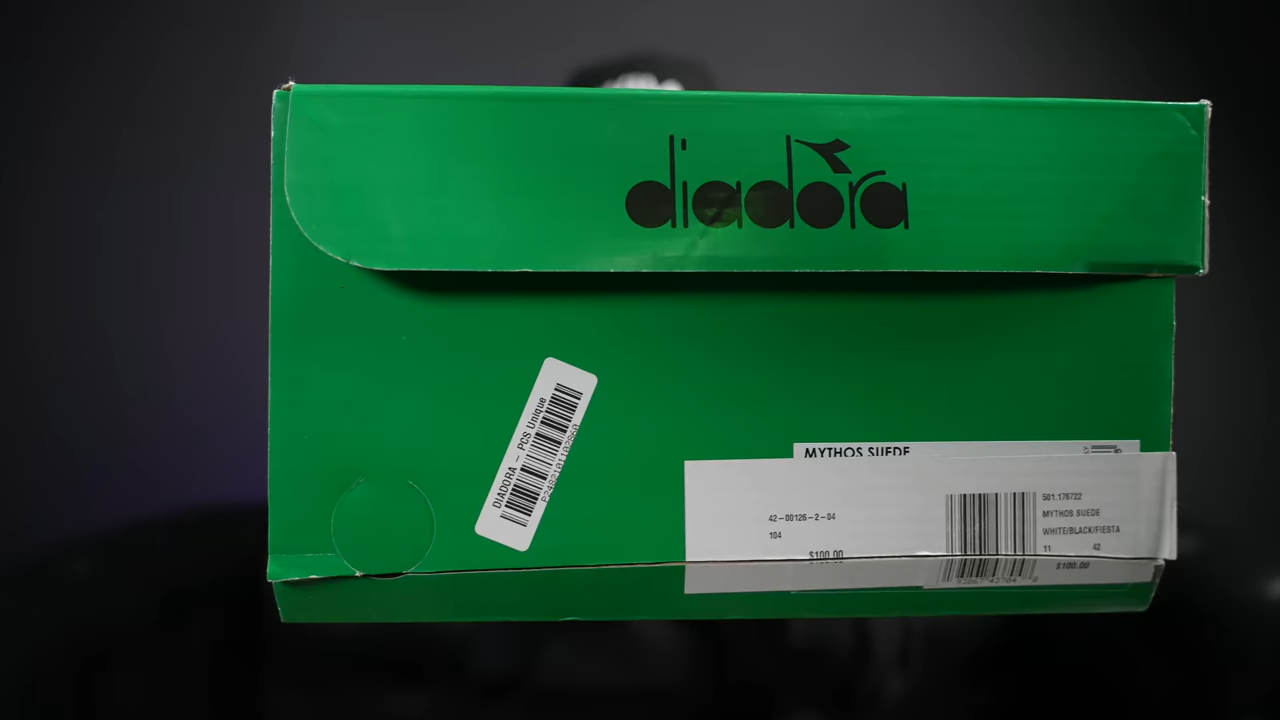 diadora
DIADORA – PCS Unique
MYTHOS SUEDE
42-00126-2-04
104
$100.00
501.176722
MYTHOS SUEDE
WHITE/BLACK/FIESTA
11 42
$100.00